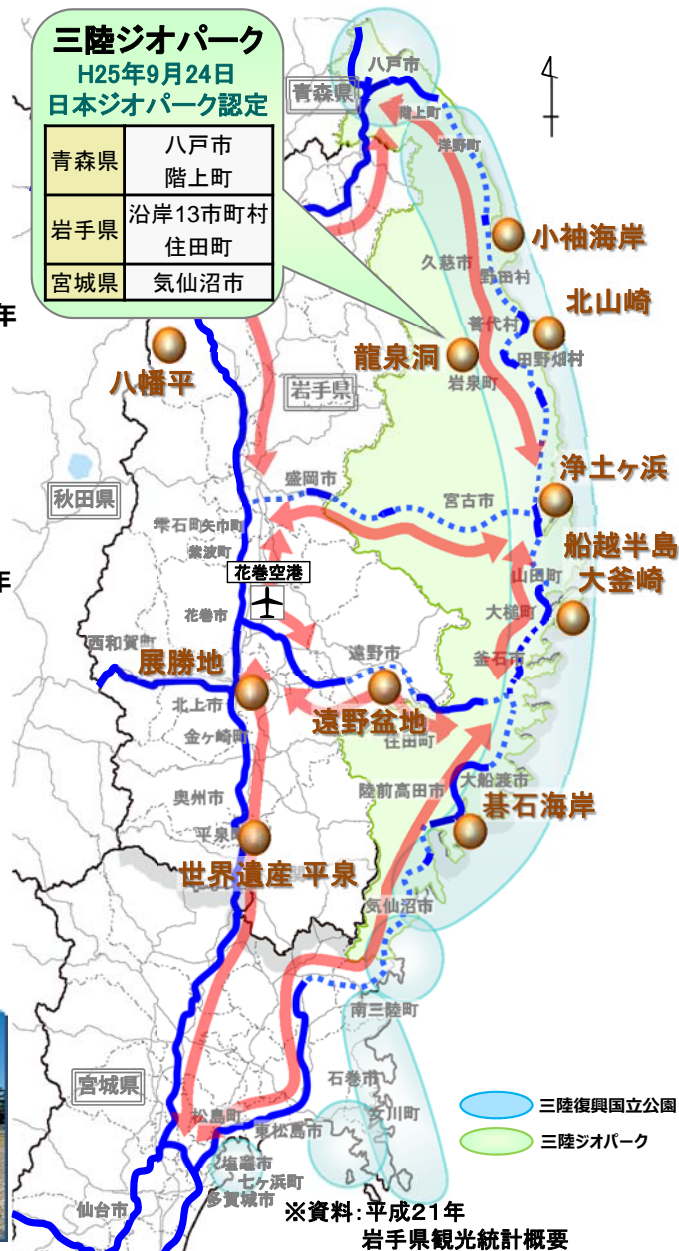 三陸ジオパーク
H25年9月24日
日本ジオパーク認定
青森県
八戸市
階上町
岩手県
沿岸13市町村
住田町
宮城県
気仙沼市
青森県
八戸市
階上町
洋野町
小袖海岸
久慈市
野田村
北山崎
普代村
年
田野畑村
龍泉洞
岩泉町
八幡平
岩手県
浄土ヶ浜
盛岡市
宮古市
秋田県
雫石町
矢巾町
紫波町
船越半島
大釜崎
山田町
年
花巻空港
大槌町
花巻市
西和賀町
遠野市
釜石市
展勝地
北上市
遠野盆地
住田町
金ヶ崎町
大船渡市
奥州市
陸前高田市
碁石海岸
平泉町
世界遺産 平泉
気仙沼市
南三陸町
宮城県
石巻市
女川町
松島町
東松島市
三陸復興国立公園
三陸ジオパーク
塩竈市
七ヶ浜町
多賀城市
仙台市
※資料：平成21年
岩手県観光統計概要